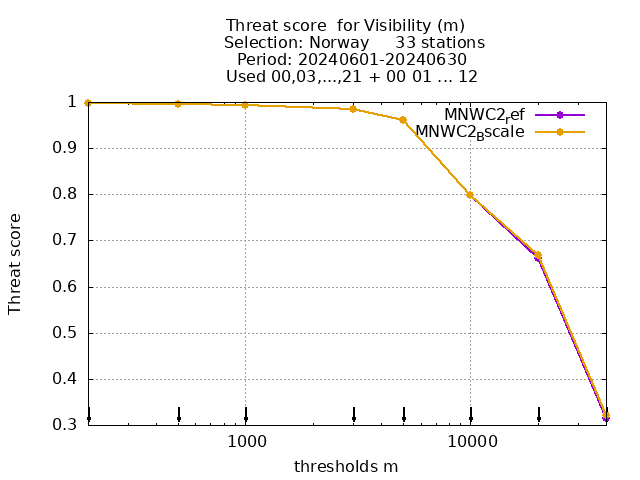 Threat score  for Visibility (m)
Selection: Norway     33 stations
Period: 20240601-20240630
Used 00,03,...,21 + 00 01 ... 12
MNWC2ref
MNWC2Bscale
1
0.9
0.8
0.7
0.6
0.5
0.4
0.3
Threat score
1000
10000
thresholds m